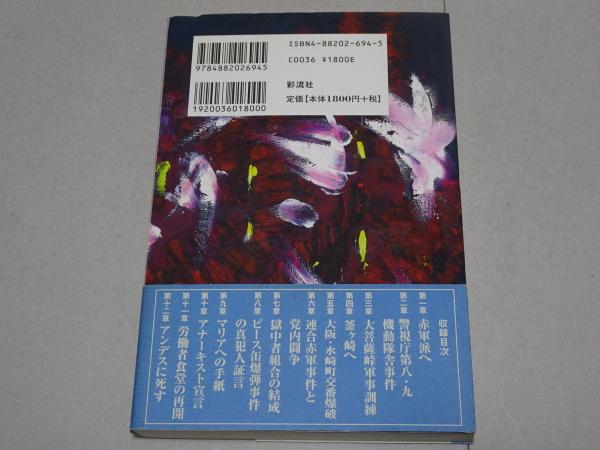 ISBN4-88202-694-5
C0036 ¥1800E
彩流社
定価【本体1800円+税】
9784882026945
1920036018000
収録目次
第一章 赤軍派へ
第二章 警視庁第八・九
機動隊舎事件
第三章 大菩薩峠軍事訓練
第四章 釜ヶ崎へ
第五章 大阪・水崎町交番爆破
第六章 連合赤軍事件と
党内闘争
第七章 獄中者組合の結成
第八章 ピース缶爆弾事件
の真犯人証言
第九章 マリアへの手紙
第十章 アナーキスト宣言
第十一章 労働者食堂の再開
第十二章 アンデスに死す